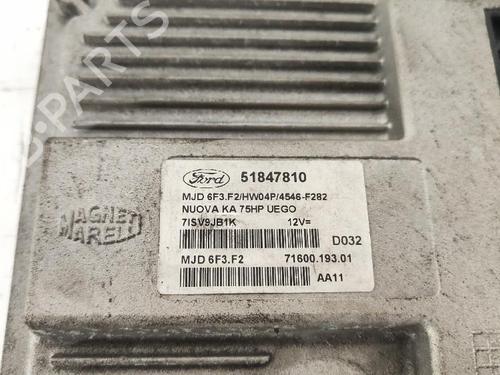 B-PARTS
Ford 51847810
MJD 6F3.F2/HW04P/4546-F282
NUOVA KA 75HP UEGO
7ISV9JB1K 12V=
D032
MJD 6F3.F2 71600.193.01
AA11
MAGNETI
MARELLI